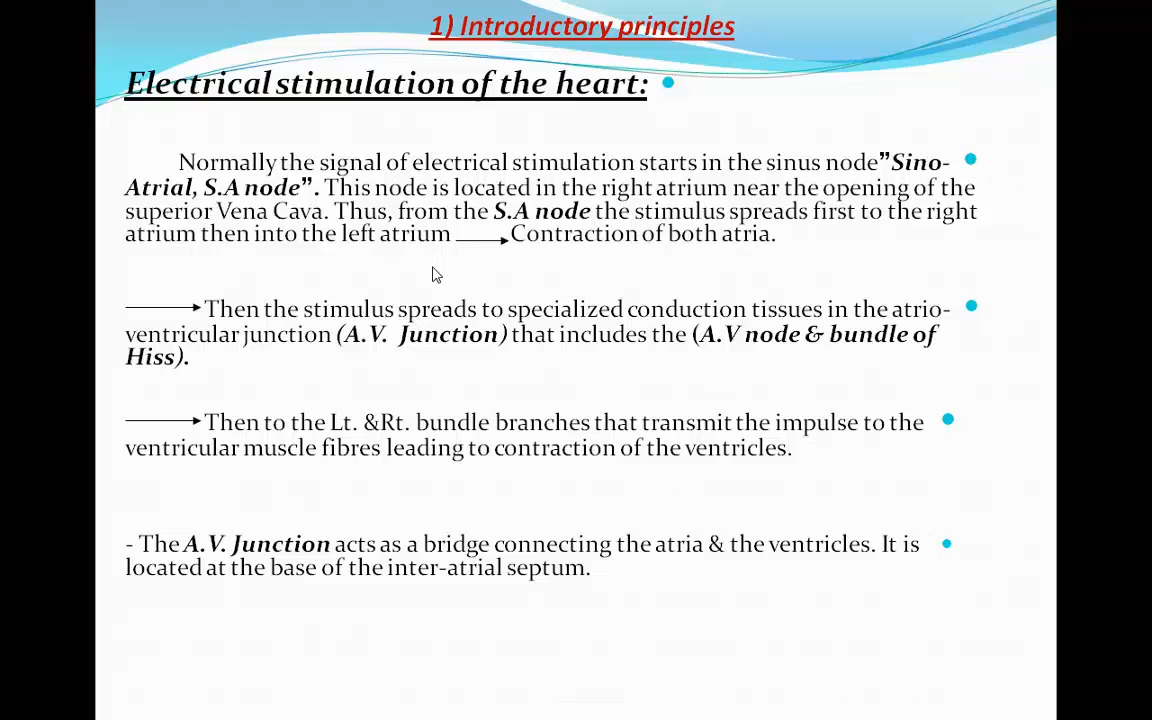 1) Introductory principles
Electrical stimulation of the heart: •
Normally the signal of electrical stimulation starts in the sinus node”Sino- •
Atrial, S.A node”. This node is located in the right atrium near the opening of the
superior Vena Cava. Thus, from the S.A node the stimulus spreads first to the right
atrium then into the left atrium → Contraction of both atria.
→ Then the stimulus spreads to specialized conduction tissues in the atrio- •
ventricular junction (A.V. Junction) that includes the (A.V node & bundle of
Hiss).
→ Then to the Lt. &Rt. bundle branches that transmit the impulse to the •
ventricular muscle fibres leading to contraction of the ventricles.
- The A.V. Junction acts as a bridge connecting the atria & the ventricles. It is •
located at the base of the inter-atrial septum.